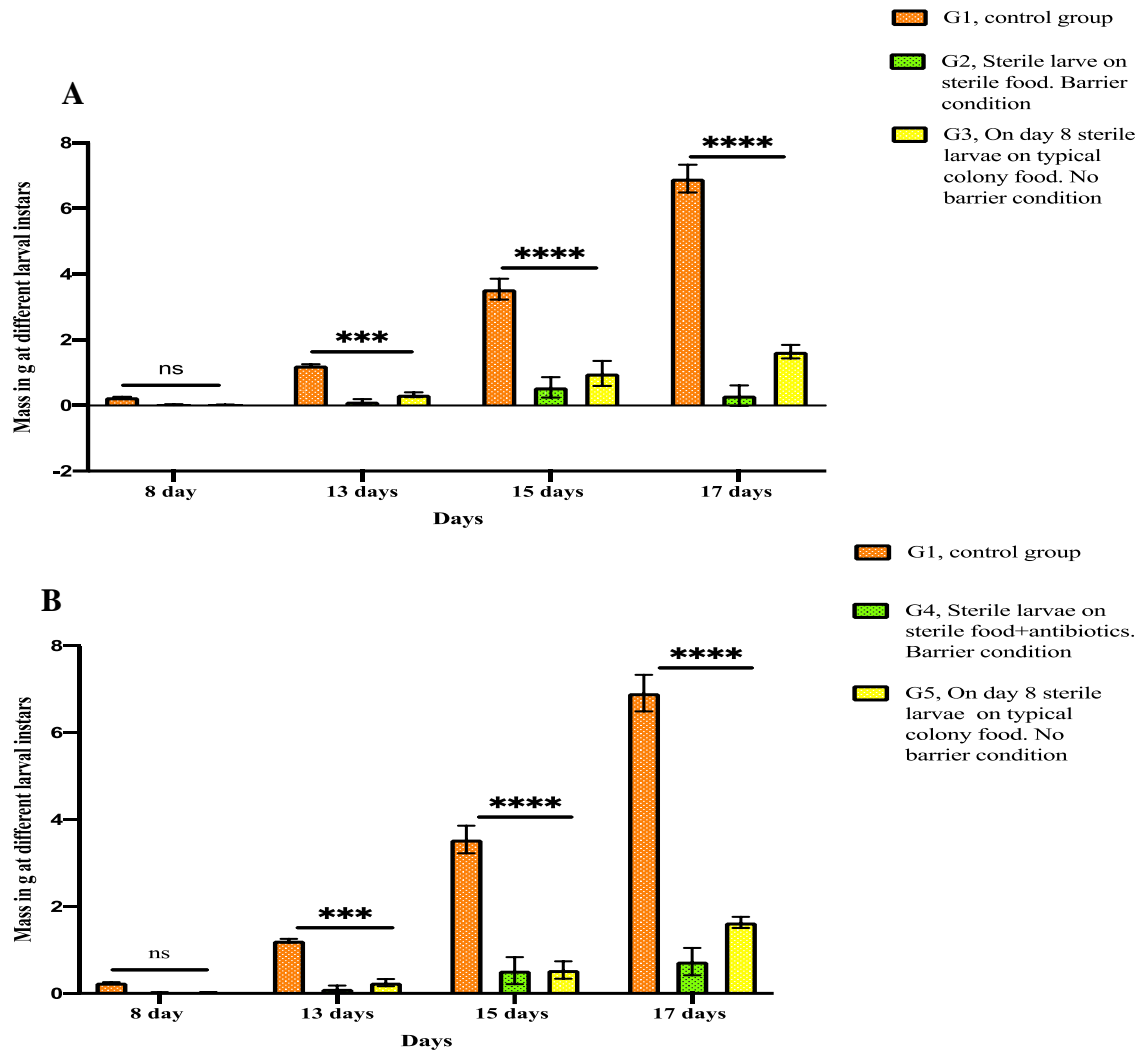 G1, control group
G2, Sterile larve on
sterile food. Barrier
condition
G3, On day 8 sterile
larvae on typical
colony food. No
barrier condition
A
Mass in g at different larval instars
8
6
4
2
0
-2
ns
***
****
****
8 day
13 days
15 days
17 days
Days
G1, control group
G4, Sterile larvae on
sterile food+antibiotics.
Barrier condition
G5, On day 8 sterile
larvae on typical
colony food. No
barrier condition
B
Mass in g at different larval instars
8
6
4
2
0
ns
***
****
****
8 day
13 days
15 days
17 days
Days